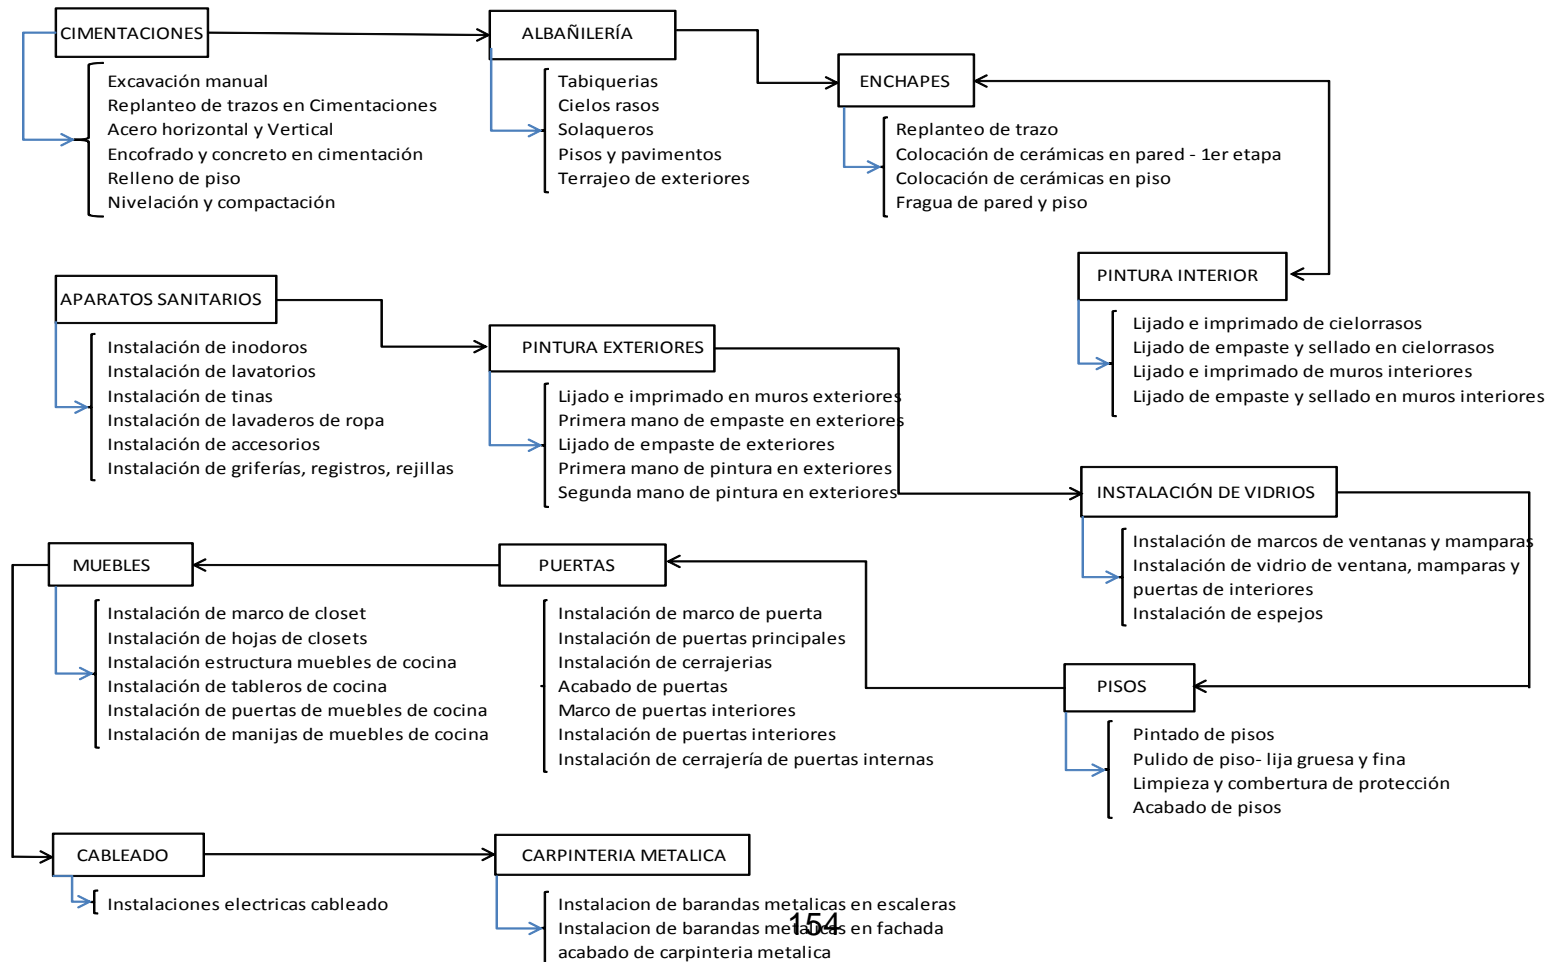 CIMENTACIONES
Excavación manual
Replanteo de trazos en Cimentaciones
Acero horizontal y Vertical
Encofrado y concreto en cimentación
Relleno de piso
Nivelación y compactación
ALBAÑILERÍA
Tabiquerias
Cielos rasos
Solaqueros
Pisos y pavimentos
Terrajeo de exteriores
ENCHAPES
Replanteo de trazo
Colocación de cerámicas en pared - 1er etapa
Colocación de cerámicas en piso
Fragua de pared y piso
PINTURA INTERIOR
Lijado e imprimado de cielorrasos
Lijado de empaste y sellado en cielorrasos
Lijado e imprimado de muros interiores
Lijado de empaste y sellado en muros interiores
APARATOS SANITARIOS
Instalación de inodoros
Instalación de lavatorios
Instalación de tinas
Instalación de lavaderos de ropa
Instalación de accesorios
Instalación de griferías, registros, rejillas
PINTURA EXTERIORES
Lijado e imprimado en muros exteriores
Primera mano de empaste en exteriores
Lijado de empaste de exteriores
Primera mano de pintura en exteriores
Segunda mano de pintura en exteriores
INSTALACIÓN DE VIDRIOS
Instalación de marcos de ventanas y mamparas
Instalación de vidrio de ventana, mamparas y
puertas de interiores
Instalación de espejos
MUEBLES
Instalación de marco de closet
Instalación de hojas de closets
Instalación estructura muebles de cocina
Instalación de tableros de cocina
Instalación de puertas de muebles de cocina
Instalación de manijas de muebles de cocina
PUERTAS
Instalación de marco de puerta
Instalación de puertas principales
Instalación de cerrajerias
Acabado de puertas
Marco de puertas interiores
Instalación de puertas interiores
Instalación de cerrajería de puertas internas
PISOS
Pintado de pisos
Pulido de piso- lija gruesa y fina
Limpieza y combertura de protección
Acabado de pisos
CABLEADO
Instalaciones electricas cableado
CARPINTERIA METALICA
Instalacion de barandas metalicas en escaleras
Instalacion de barandas metalicas en fachada
acabado de carpinteria metalica
154